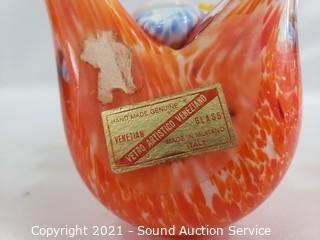 HAND MADE GENUINE
VENETIAN GLASS
VETRO ARTISTICO VENEZIANO
MADE IN MURANO
ITALY
Copyright 2021 - Sound Auction Service